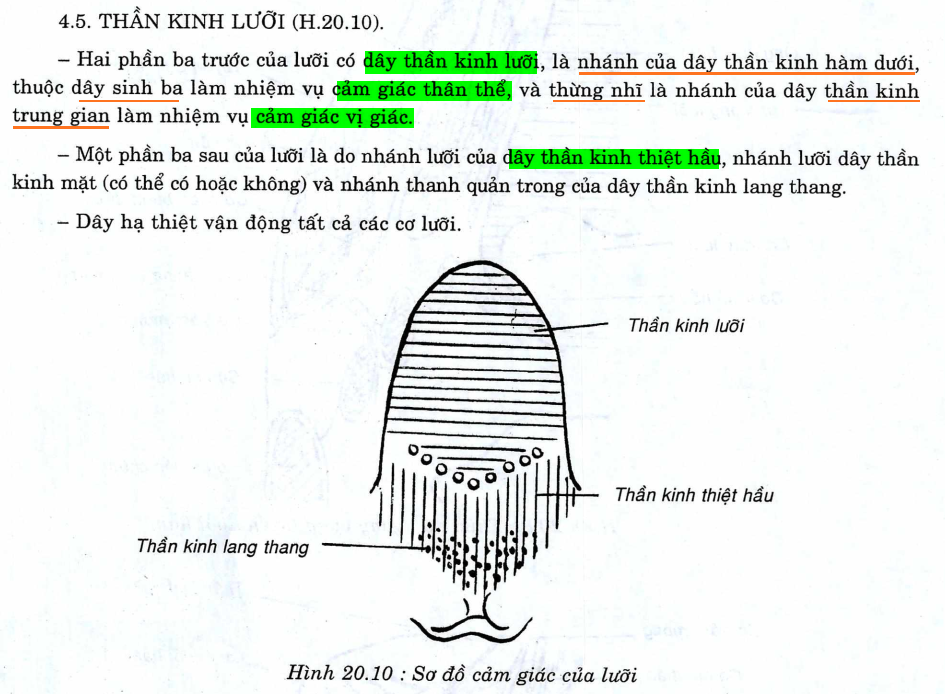 4.5. THẦN KINH LƯỠI (H.20.10).
– Hai phần ba trước của lưỡi có dây thần kinh lưỡi, là nhánh của dây thần kinh hàm dưới,
thuộc dây sinh ba làm nhiệm vụ cảm giác thân thể, và thừng nhĩ là nhánh của dây thần kinh
trung gian làm nhiệm vụ cảm giác vị giác.
– Một phần ba sau của lưỡi là do nhánh lưỡi của dây thần kinh thiệt hầu, nhánh lưỡi dây thần
kinh mặt (có thể có hoặc không) và nhánh thanh quản trong của dây thần kinh lang thang.
– Dây hạ thiệt vận động tất cả các cơ lưỡi.
Thần kinh lưỡi
Thần kinh thiệt hầu
Thần kinh lang thang
Hình 20.10 : Sơ đồ cảm giác của lưỡi